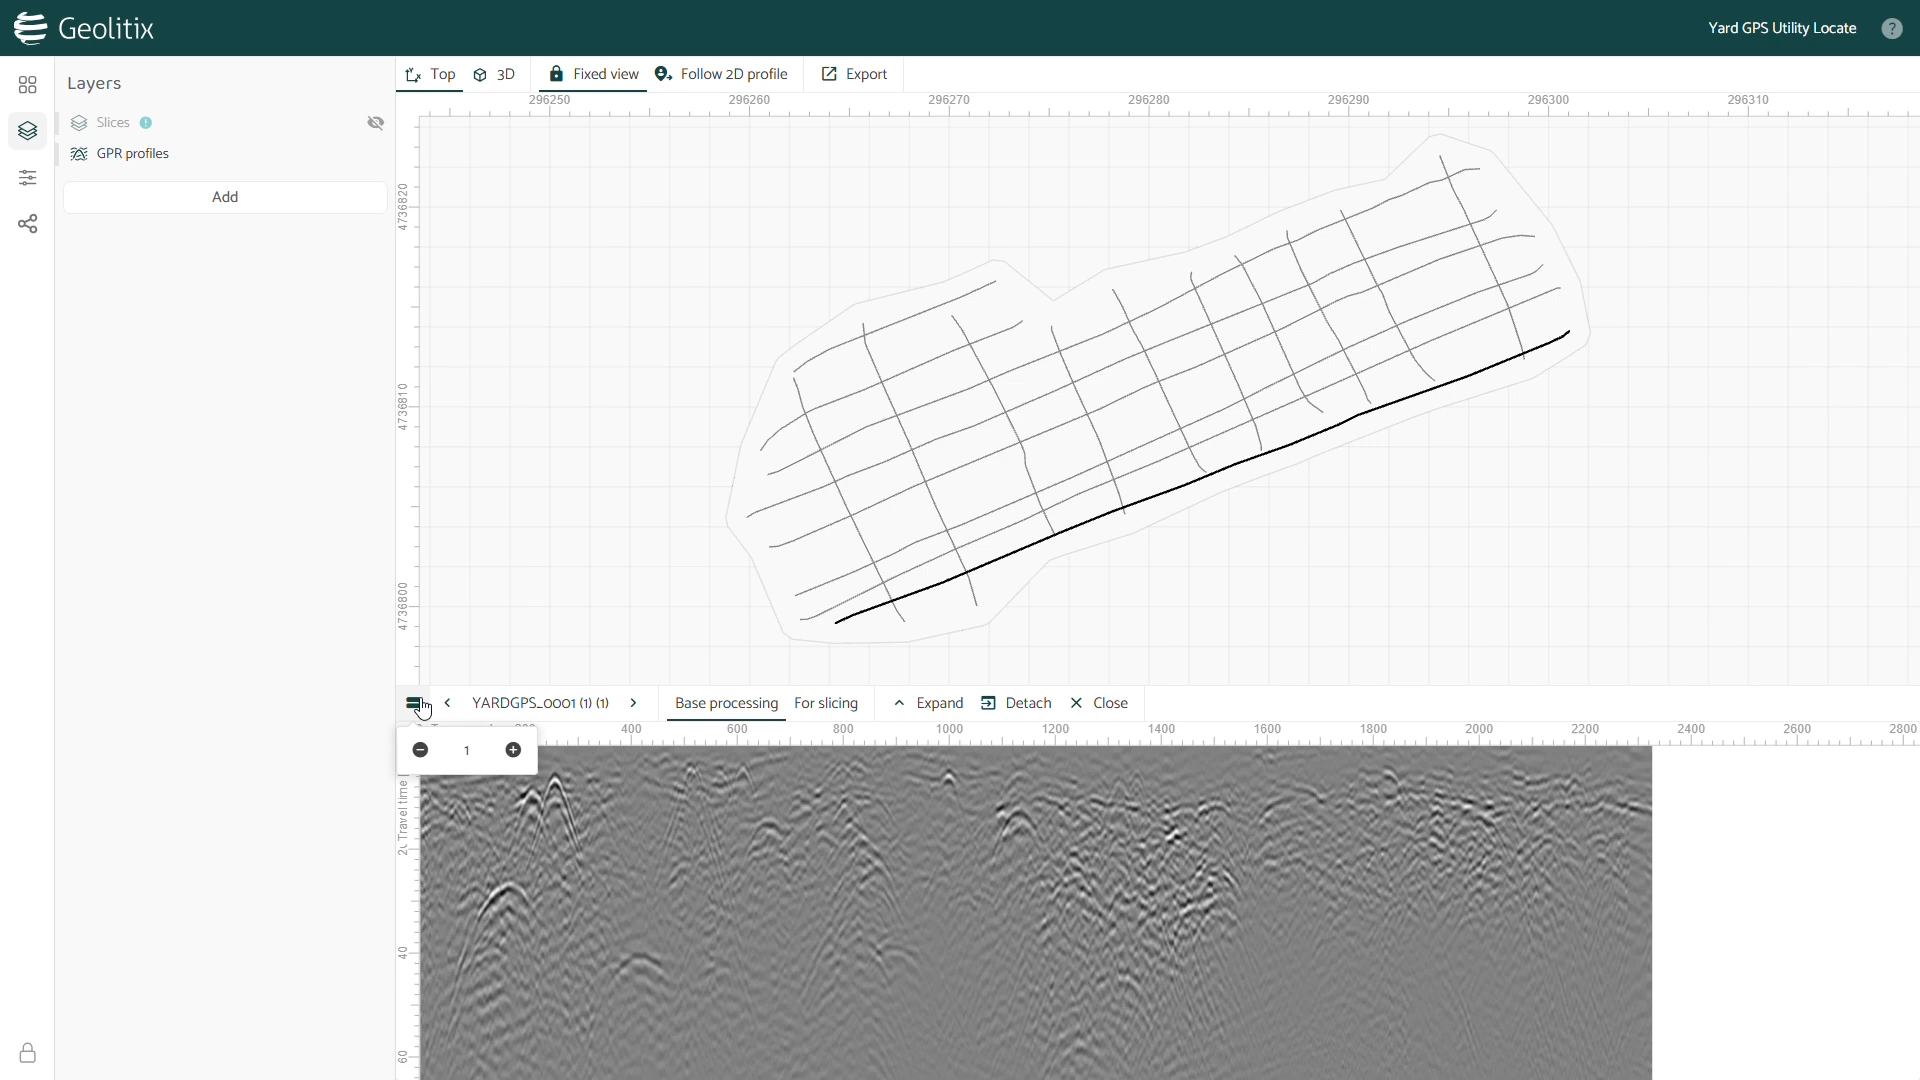 Geolitix
Yard GPS Utility Locate
?
Layers
Top
3D
Fixed view
Follow 2D profile
Export
Slices
GPR profiles
Add
296250
296260
296270
296280
296290
296300
296310
4736820
4736810
4736800
YARDGPS_0001 (1) (1)
Base processing
For slicing
Expand
Detach
Close
400
600
800
1000
1200
1400
1600
1800
2000
2200
2400
2600
2800
1
Travel time
40
60